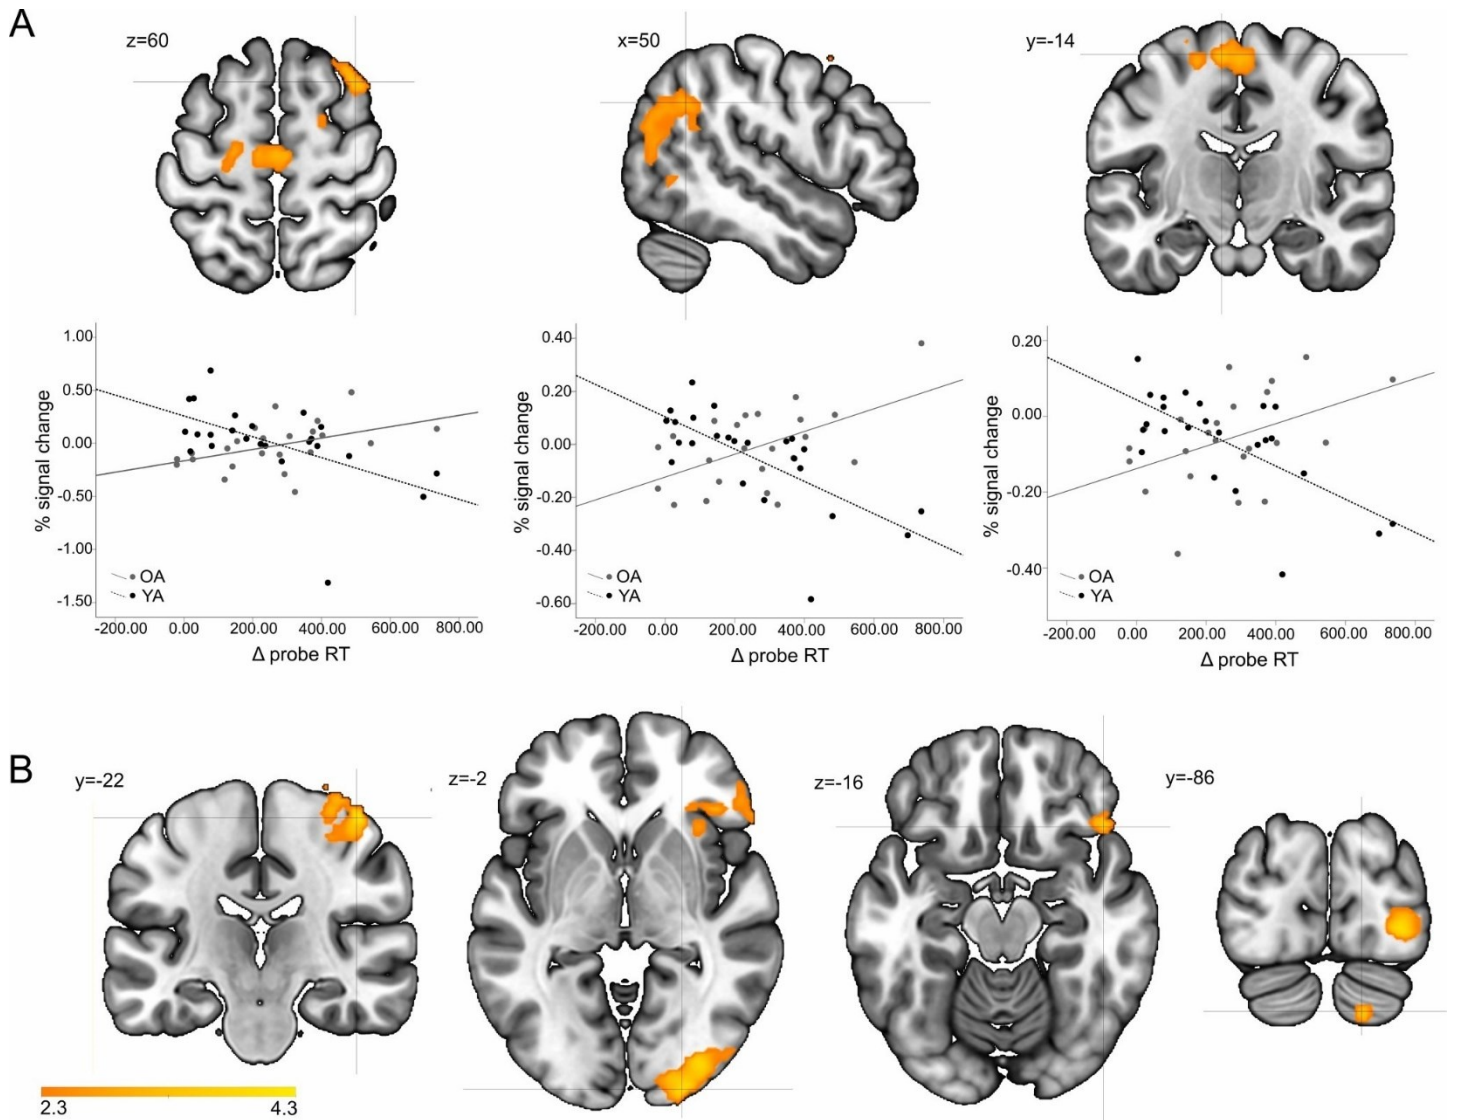 A
z=60
x=50
y=-14
1.00
0.50
0.00
-0.50
-1.00
-1.50
% signal change
OA
YA
-200.00 0.00 200.00 400.00 600.00 800.00
Δ probe RT
0.40
0.20
0.00
-0.20
-0.40
-0.60
% signal change
OA
YA
-200.00 0.00 200.00 400.00 600.00 800.00
Δ probe RT
0.20
0.00
-0.20
-0.40
% signal change
OA
YA
-200.00 0.00 200.00 400.00 600.00 800.00
Δ probe RT
B
y=-22
z=-2
z=-16
y=-86
2.3 4.3